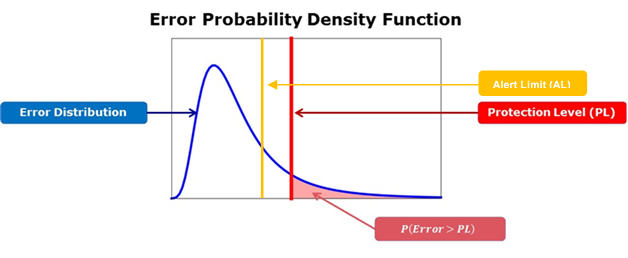 Error Probability Density Function
Alert Limit (AL)
Error Distribution
Protection Level (PL)
P(Error > PL)